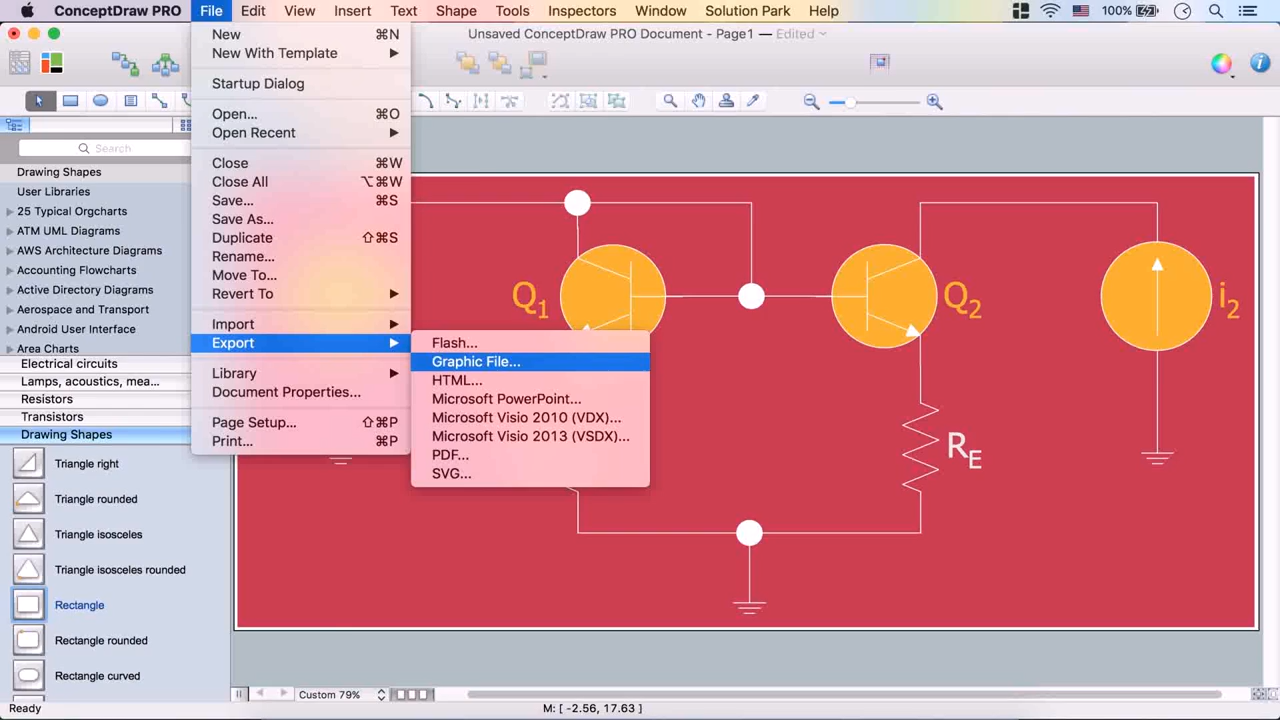 ConceptDraw PRO File Edit View Insert Text Shape Tools Inspectors Window Solution Park Help 100%
Unsaved ConceptDraw PRO Document - Page1 — Edited
New ⌘N
New With Template
Startup Dialog
Open... ⌘O
Open Recent
Close ⌘W
Close All ⌥⌘W
Save... ⌘S
Save As...
Duplicate ⇧⌘S
Rename...
Move To...
Revert To
Import
Export
Library
Document Properties...
Page Setup... ⇧⌘P
Print... ⌘P
Flash...
Graphic File...
HTML...
Microsoft PowerPoint...
Microsoft Visio 2010 (VDX)...
Microsoft Visio 2013 (VSDX)...
PDF...
SVG...
Search
Drawing Shapes
User Libraries
25 Typical Orgcharts
ATM UML Diagrams
AWS Architecture Diagrams
Accounting Flowcharts
Active Directory Diagrams
Aerospace and Transport
Android User Interface
Area Charts
Electrical circuits
Lamps, acoustics, mea...
Resistors
Transistors
Drawing Shapes
Triangle right
Triangle rounded
Triangle isosceles
Triangle isosceles rounded
Rectangle
Rectangle rounded
Rectangle curved
Q1
Q2
i2
RE
Custom 79%
Ready
M: [ -2.56, 17.63 ]